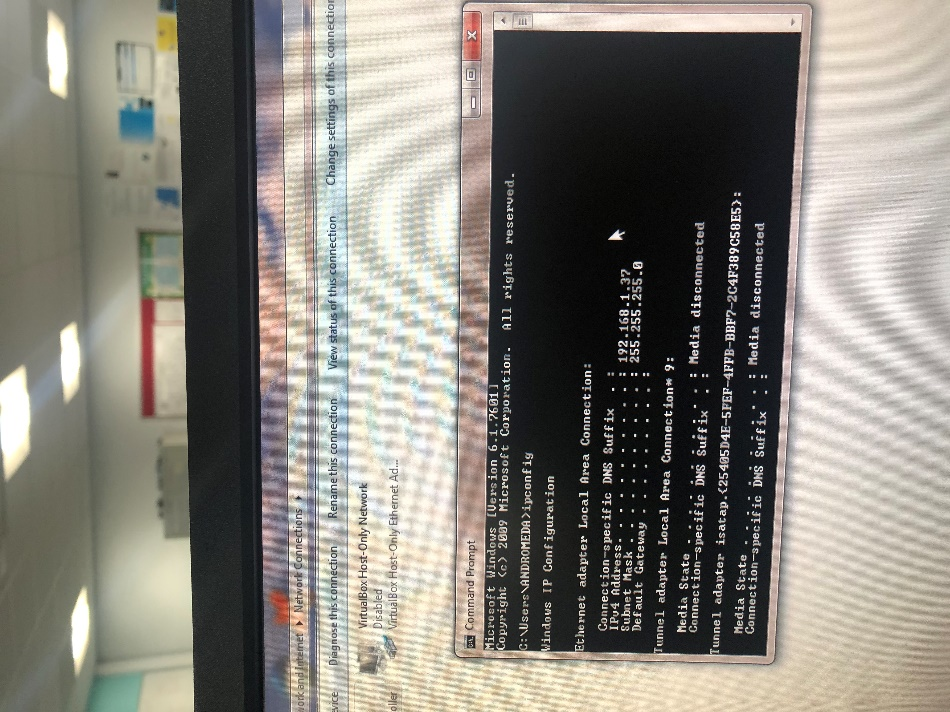 Network Connections
Diagnose this connection Rename this connection View status of this connection Change settings of this connection
VirtualBox Host-Only Network
Disabled
VirtualBox Host-Only Ethernet Ad...
Command Prompt
Microsoft Windows [Version 6.1.7601]
Copyright (c) 2009 Microsoft Corporation. All rights reserved.
C:\Users\ANDROMEDA>ipconfig
Windows IP Configuration
Ethernet adapter Local Area Connection:
Connection-specific DNS Suffix . :
IPv4 Address. . . . . . . . . . . : 192.168.1.37
Subnet Mask . . . . . . . . . . . : 255.255.255.0
Default Gateway . . . . . . . . . :
Tunnel adapter Local Area Connection* 9:
Media State . . . . . . . . . . . : Media disconnected
Connection-specific DNS Suffix . :
Tunnel adapter isatap.{25405D4E-5FEF-4FFB-BBF7-2C4F389C58E5}:
Media State . . . . . . . . . . . : Media disconnected
Connection-specific DNS Suffix . :